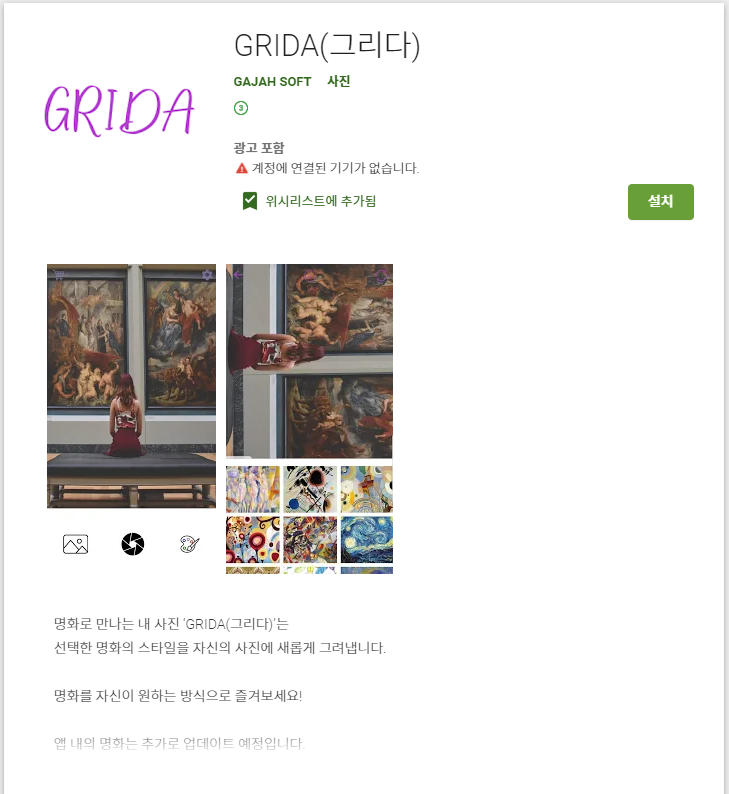 GRIDA(그리다)
GAJAH SOFT 사진
3
GRIDA
광고 포함
계정에 연결된 기기가 없습니다.
위시리스트에 추가됨
설치
명화로 만나는 내 사진 'GRIDA(그리다)'는
선택한 명화의 스타일을 자신의 사진에 새롭게 그려냅니다.
명화를 자신이 원하는 방식으로 즐겨보세요!
앱 내의 명화는 추가로 업데이트 예정입니다.